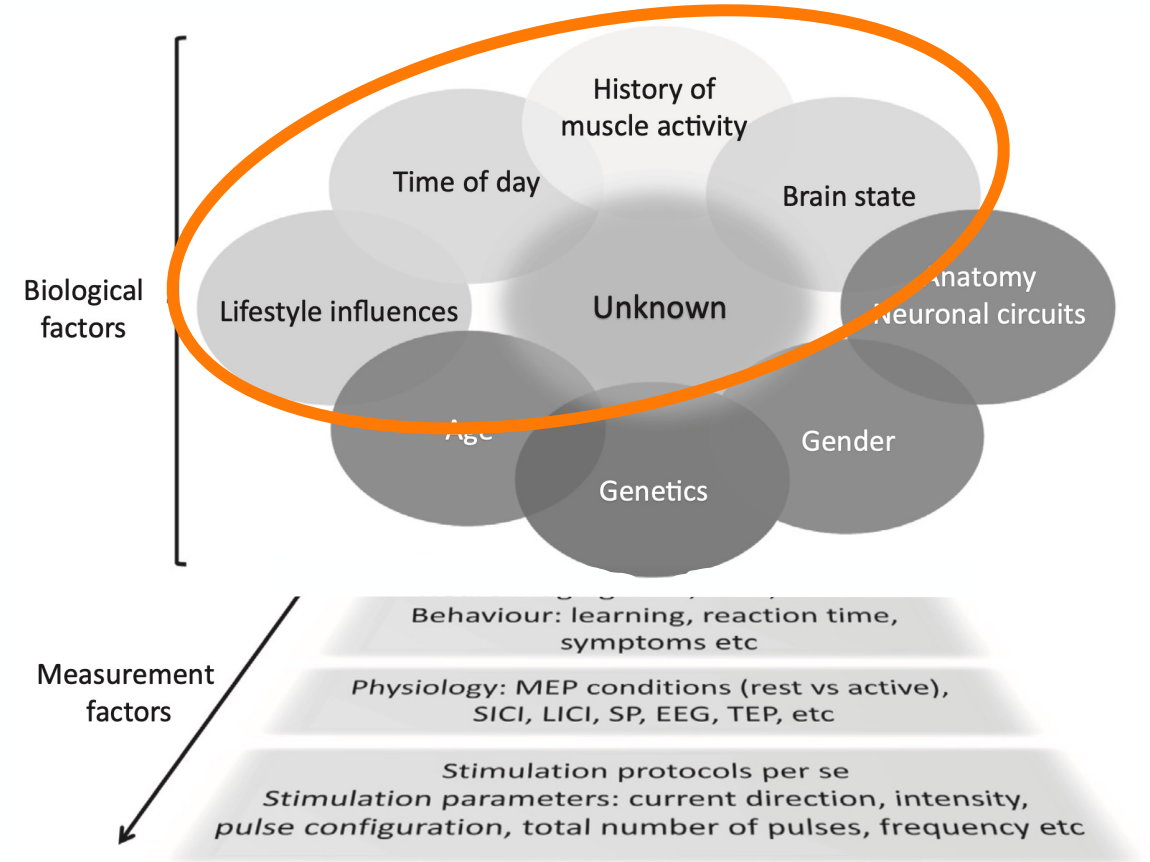 History of
muscle activity
Time of day
Brain state
Biological
factors
Lifestyle influences
Unknown
Anatomy
Neuronal circuits
Age
Gender
Genetics
Measurement
factors
Behaviour: learning, reaction time,
symptoms etc
Physiology: MEP conditions (rest vs active),
SICI, LICI, SP, EEG, TEP, etc
Stimulation protocols per se
Stimulation parameters: current direction, intensity,
pulse configuration, total number of pulses, frequency etc